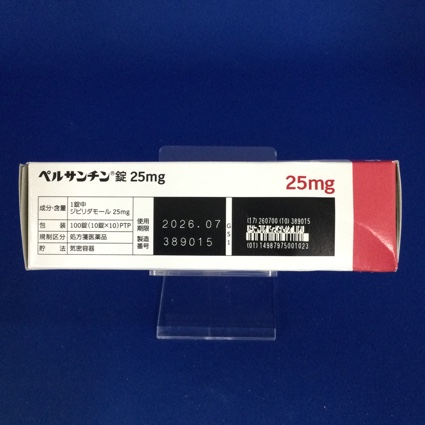 ペルサンチン®錠 25mg
25mg
成分・含量 1錠中
ジピリダモール 25mg
包装 100錠(10錠×10)PTP
規制区分 処方箋医薬品
貯法 気密容器
使用期限 2026.07
製造番号 389015
GS1
(17) 260700 (10) 389015
(01) 14987975001023